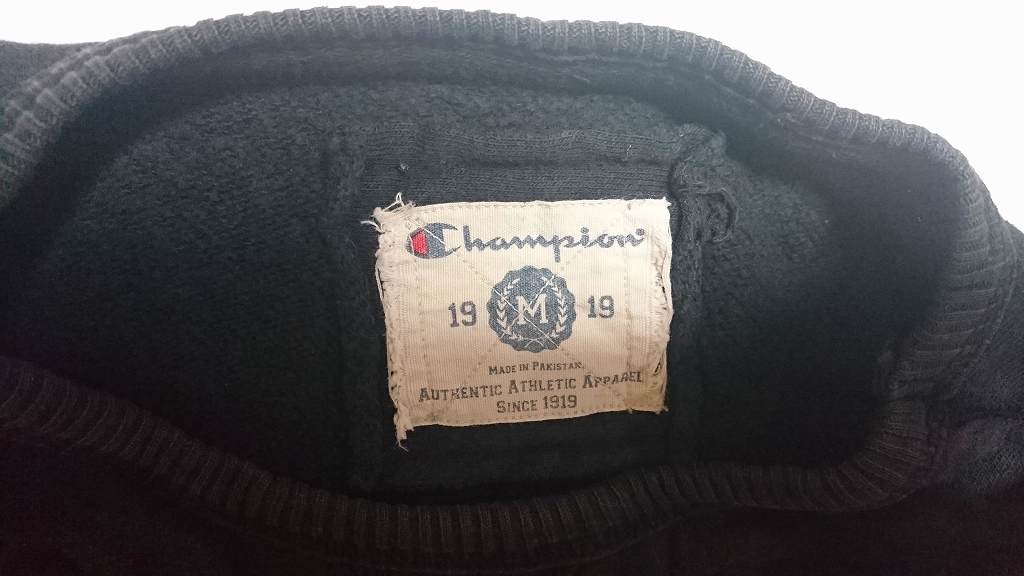 Champion
19 M 19
MADE IN PAKISTAN
AUTHENTIC ATHLETIC APPAREL
SINCE 1919